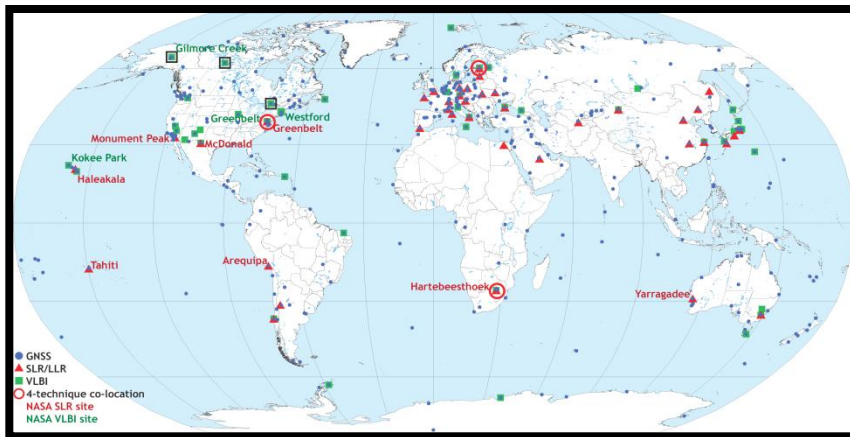 Gilmore Creek
Greenbelt
Westford
Greenbelt
Monument Peak
McDonald
Kokee Park
Haleakala
Tahiti
Arequipa
Hartebeesthoek
Yarragadee
GNSS
SLR/LLR
VLBI
4-technique co-location
NASA SLR site
NASA VLBI site